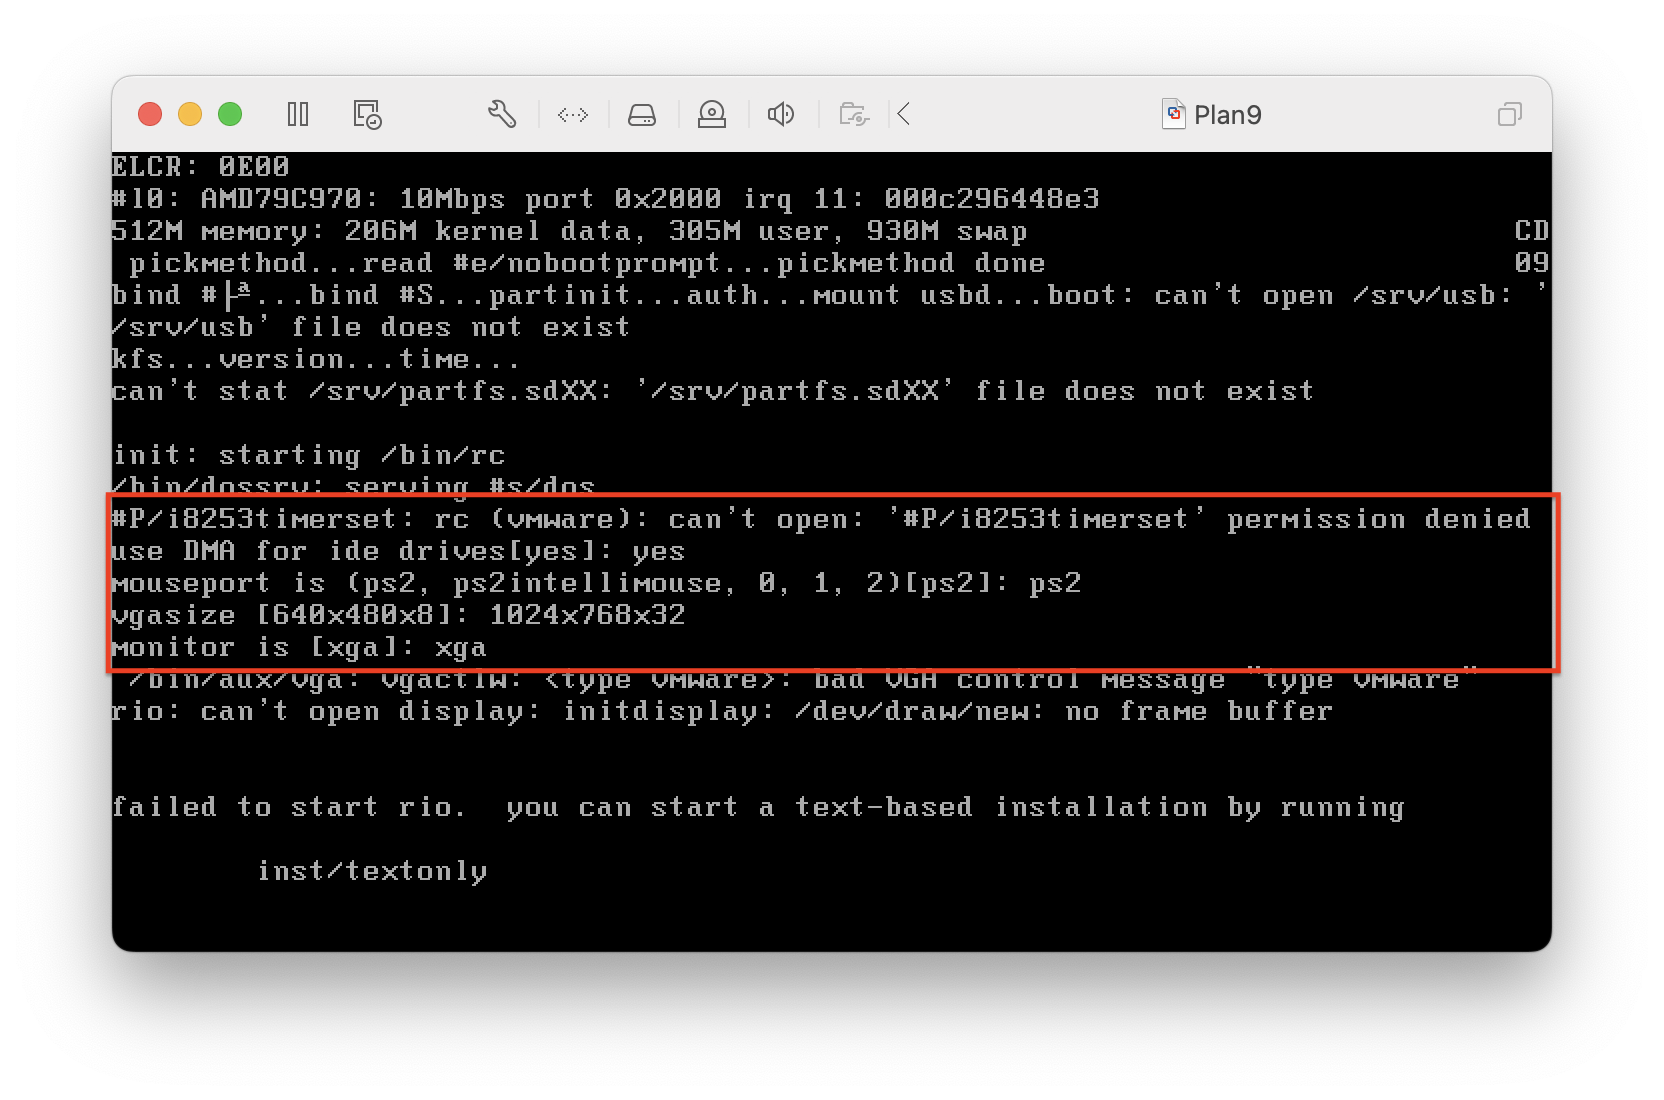 Plan9
ELCR: 0E00
#l0: AMD79C970: 10Mbps port 0x2000 irq 11: 000c296448e3
512M memory: 206M kernel data, 305M user, 930M swap CD
pickmethod...read #e/nobootprompt...pickmethod done 09
bind #├ª...bind #S...partinit...auth...mount usbd...boot: can't open /srv/usb: '
/srv/usb' file does not exist
kfs...version...time...
can't stat /srv/partfs.sdXX: '/srv/partfs.sdXX' file does not exist
init: starting /bin/rc
/bin/dossrv: serving #s/dos
#P/i8253timerset: rc (vmware): can't open: '#P/i8253timerset' permission denied
use DMA for ide drives[yes]: yes
mouseport is (ps2, ps2intellimouse, 0, 1, 2)[ps2]: ps2
vgasize [640x480x8]: 1024x768x32
monitor is [xga]: xga
/bin/aux/vga: vgactlw: <type vmware>: bad VGA control message "type vmware"
rio: can't open display: initdisplay: /dev/draw/new: no frame buffer
failed to start rio.  you can start a text-based installation by running
inst/textonly